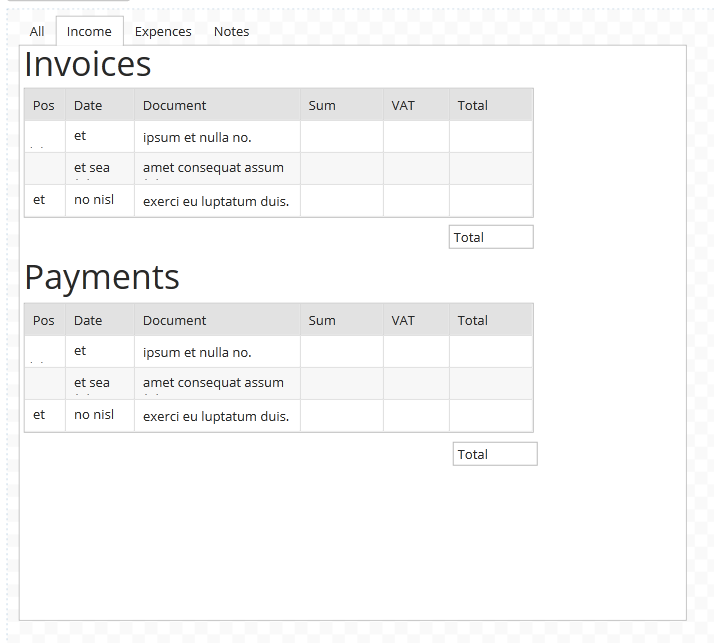 All Income Expences Notes
Invoices
Pos Date Document Sum VAT Total
et ipsum et nulla no.
et sea amet consequat assum
et no nisl exerci eu luptatum duis.
Total
Payments
Pos Date Document Sum VAT Total
et ipsum et nulla no.
et sea amet consequat assum
et no nisl exerci eu luptatum duis.
Total